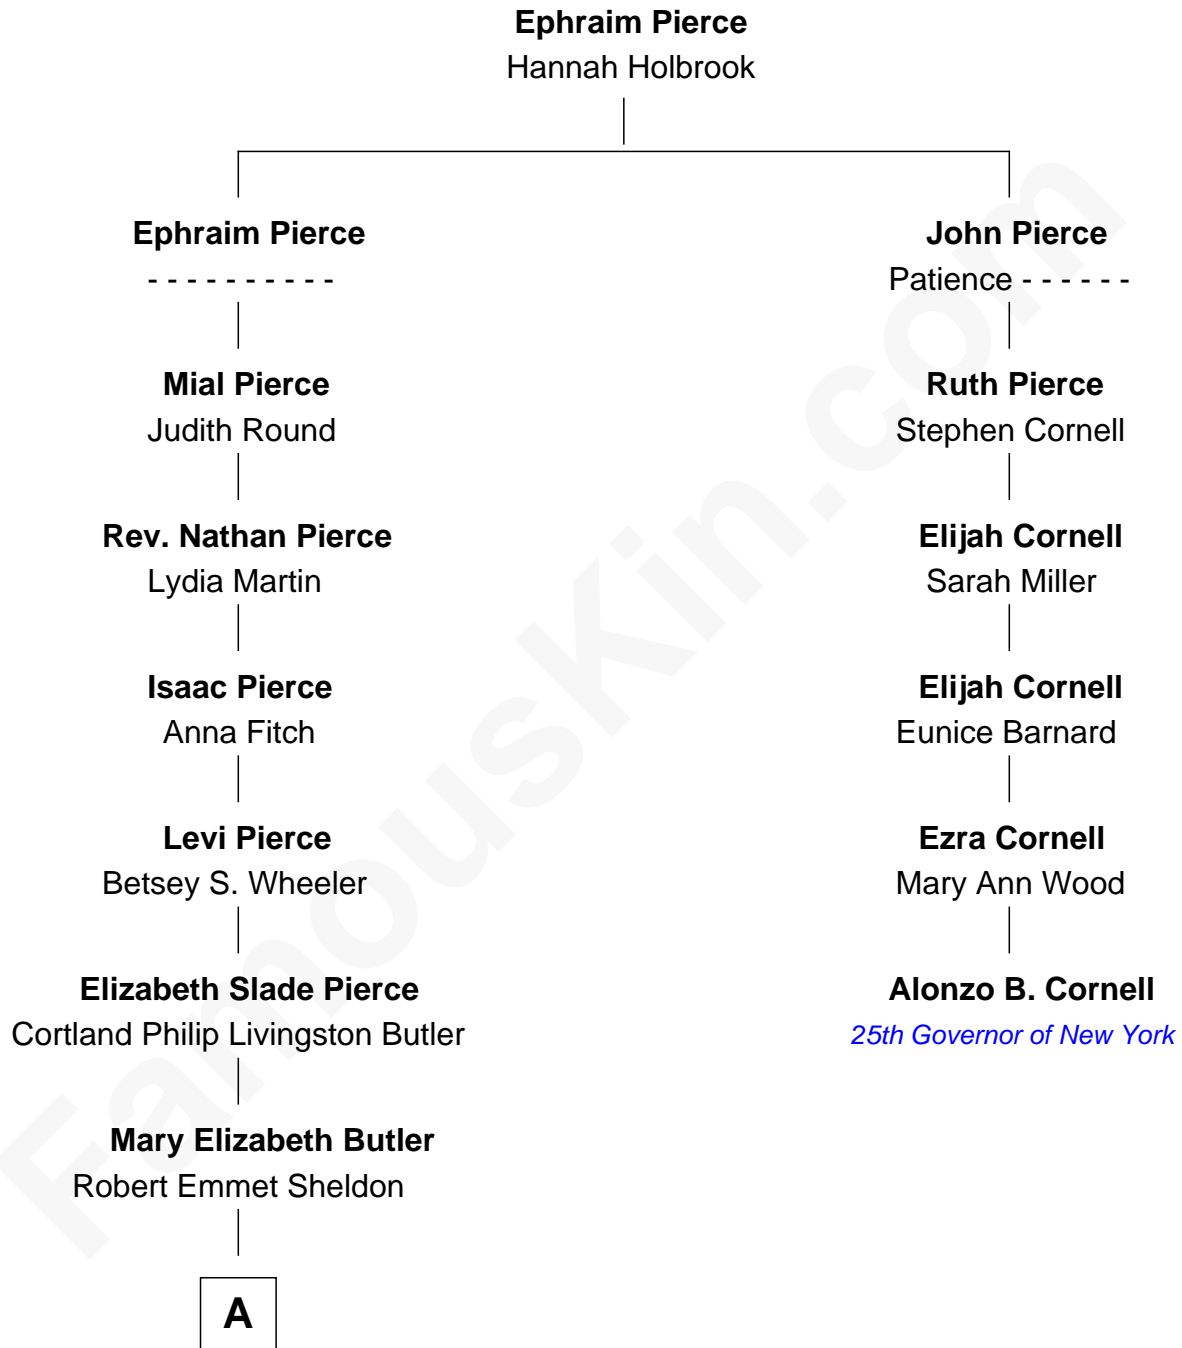 Ephraim Pierce
Hannah Holbrook
Ephraim Pierce
- - - - - - - - - -
John Pierce
Patience - - - - - -
Mial Pierce
Judith Round
Ruth Pierce
Stephen Cornell
Rev. Nathan Pierce
Lydia Martin
Elijah Cornell
Sarah Miller
Isaac Pierce
Anna Fitch
Elijah Cornell
Eunice Barnard
Levi Pierce
Betsey S. Wheeler
Ezra Cornell
Mary Ann Wood
Elizabeth Slade Pierce
Cortland Philip Livingston Butler
Alonzo B. Cornell
25th Governor of New York
Mary Elizabeth Butler
Robert Emmet Sheldon
A
FamousKin.com